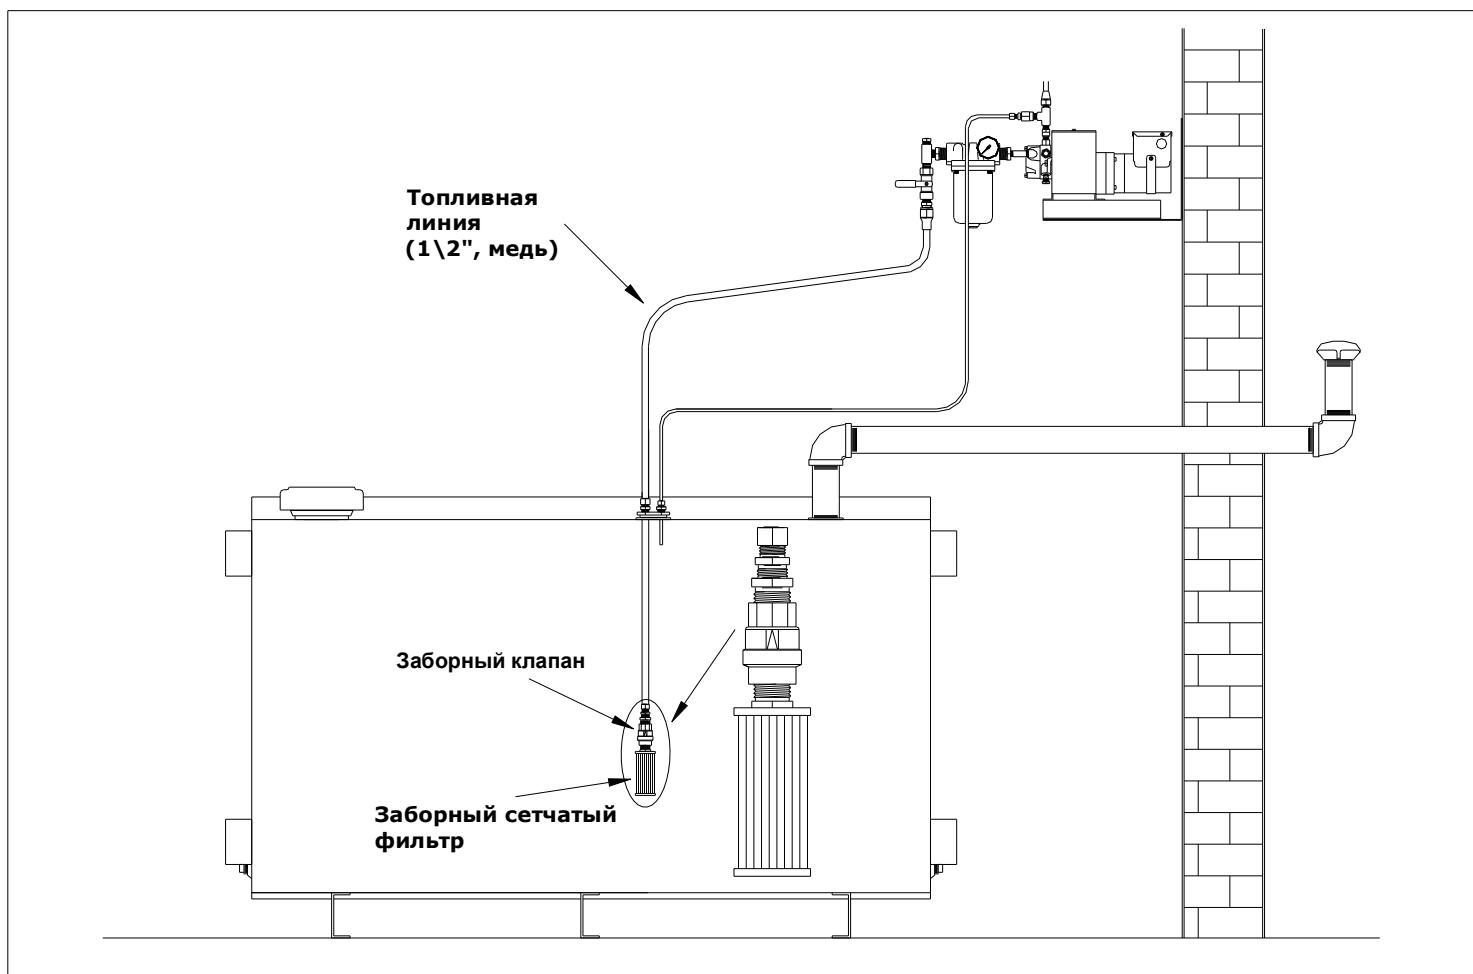 Топливная
линия
(1\2", медь)
Заборный клапан
Заборный сетчатый
фильтр